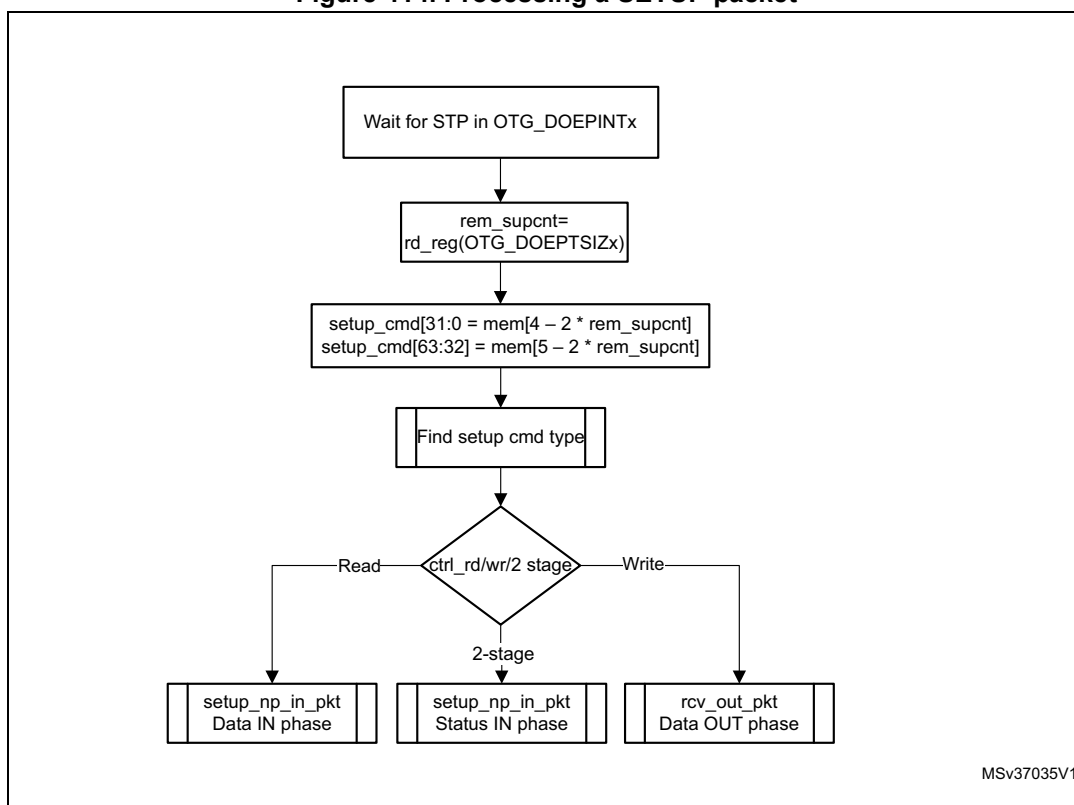 Processing a SETUP packet
Wait for STP in OTG_DOEPINTx
rem_supcnt=
rd_reg(OTG_DOEPTSIZx)
setup_cmd[31:0 = mem[4 – 2 * rem_supcnt]
setup_cmd[63:32] = mem[5 – 2 * rem_supcnt]
Find setup cmd type
ctrl_rd/wr/2 stage
Read
Write
2-stage
setup_np_in_pkt
Data IN phase
setup_np_in_pkt
Status IN phase
rcv_out_pkt
Data OUT phase
MSv37035V1